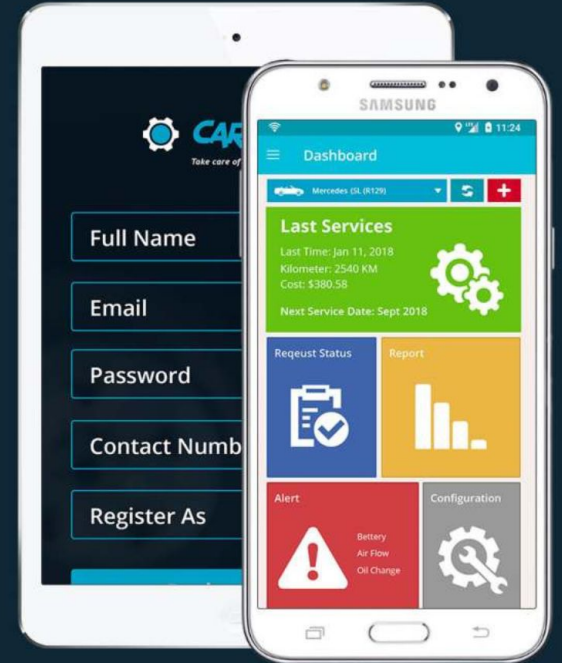 CAR
Take care of
Full Name
Email
Password
Contact Numb
Register As
SAMSUNG
LTE
11:24
Dashboard
Mercedes (SL (R129)
Last Services
Last Time: Jan 11, 2018
Kilometer: 2540 KM
Cost: $380.58
Next Service Date: Sept 2018
Reqeust Status
Report
Alert
Bettery
Air Flow
Oil Change
Configuration